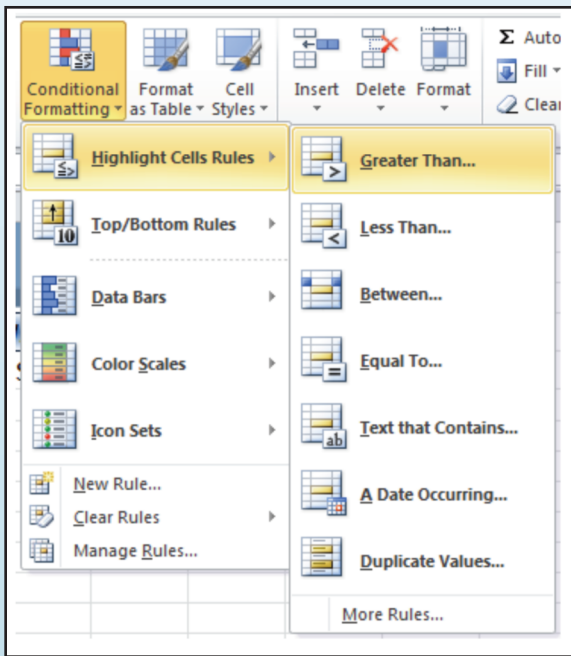 Conditional Formatting
Format as Table
Cell Styles
Insert
Delete
Format
Σ Auto
Fill
Clear
Highlight Cells Rules
Top/Bottom Rules
10
Data Bars
Color Scales
Icon Sets
New Rule...
Clear Rules
Manage Rules...
Greater Than...
Less Than...
Between...
Equal To...
Text that Contains...
ab
A Date Occurring...
Duplicate Values...
More Rules...